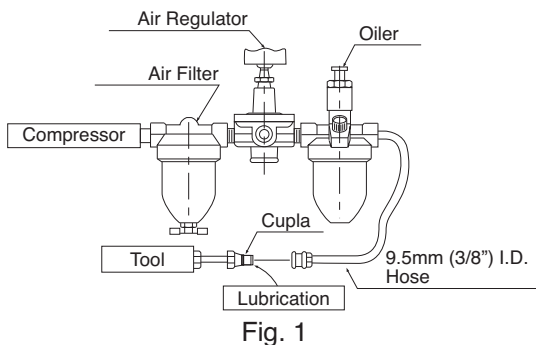 Air Regulator
Oiler
Air Filter
Compressor
Cupla
Tool
9.5mm (3/8”) I.D.
Hose
Lubrication
Fig. 1